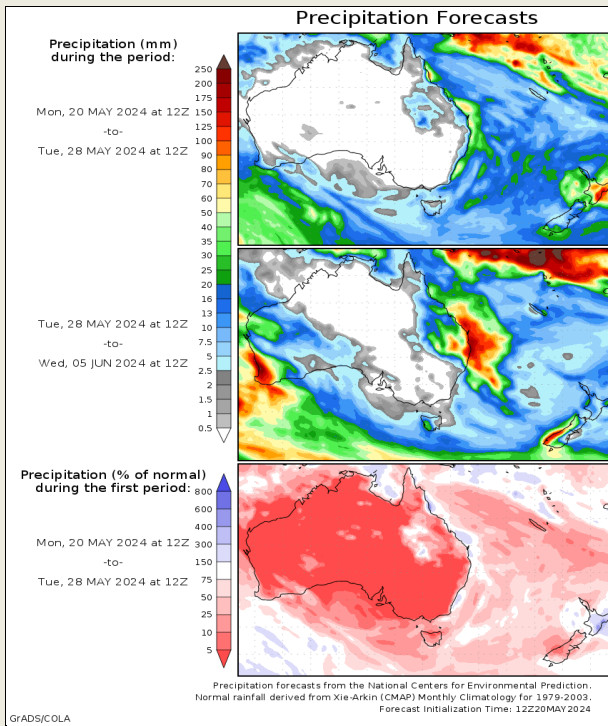 Precipitation Forecasts
Precipitation (mm)
during the period:
Mon, 20 MAY 2024 at 12Z
-to-
Tue, 28 MAY 2024 at 12Z
250
200
175
150
125
100
90
80
70
60
50
40
35
30
25
20
16
13
10
7.5
5
2.5
2
1.5
1
0.5
Tue, 28 MAY 2024 at 12Z
-to-
Wed, 05 JUN 2024 at 12Z
Precipitation (% of normal)
during the first period:
Mon, 20 MAY 2024 at 12Z
-to-
Tue, 28 MAY 2024 at 12Z
800
600
400
300
150
75
50
25
10
5
Precipitation forecasts from the National Centers for Environmental Prediction.
Normal rainfall derived from Xie-Arkin (CMAP) Monthly Climatology for 1979-2003.
Forecast Initialization Time: 12Z20MAY2024
GrADS/COLA